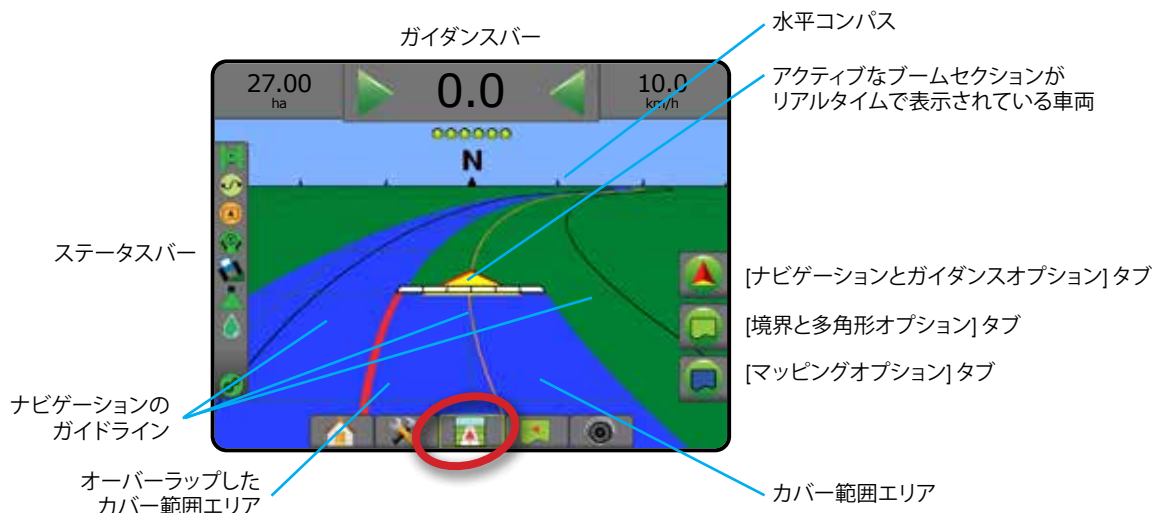 水平コンパス
ガイダンスバー
アクティブなブームセクションが
リアルタイムで表示されている車両
27.00
ha
0.0
10.0
km/h
N
ステータスバー
[ナビゲーションとガイダンスオプション] タブ
[境界と多角形オプション] タブ
[マッピングオプション] タブ
ナビゲーションの
ガイドライン
オーバーラップした
カバー範囲エリア
カバー範囲エリア